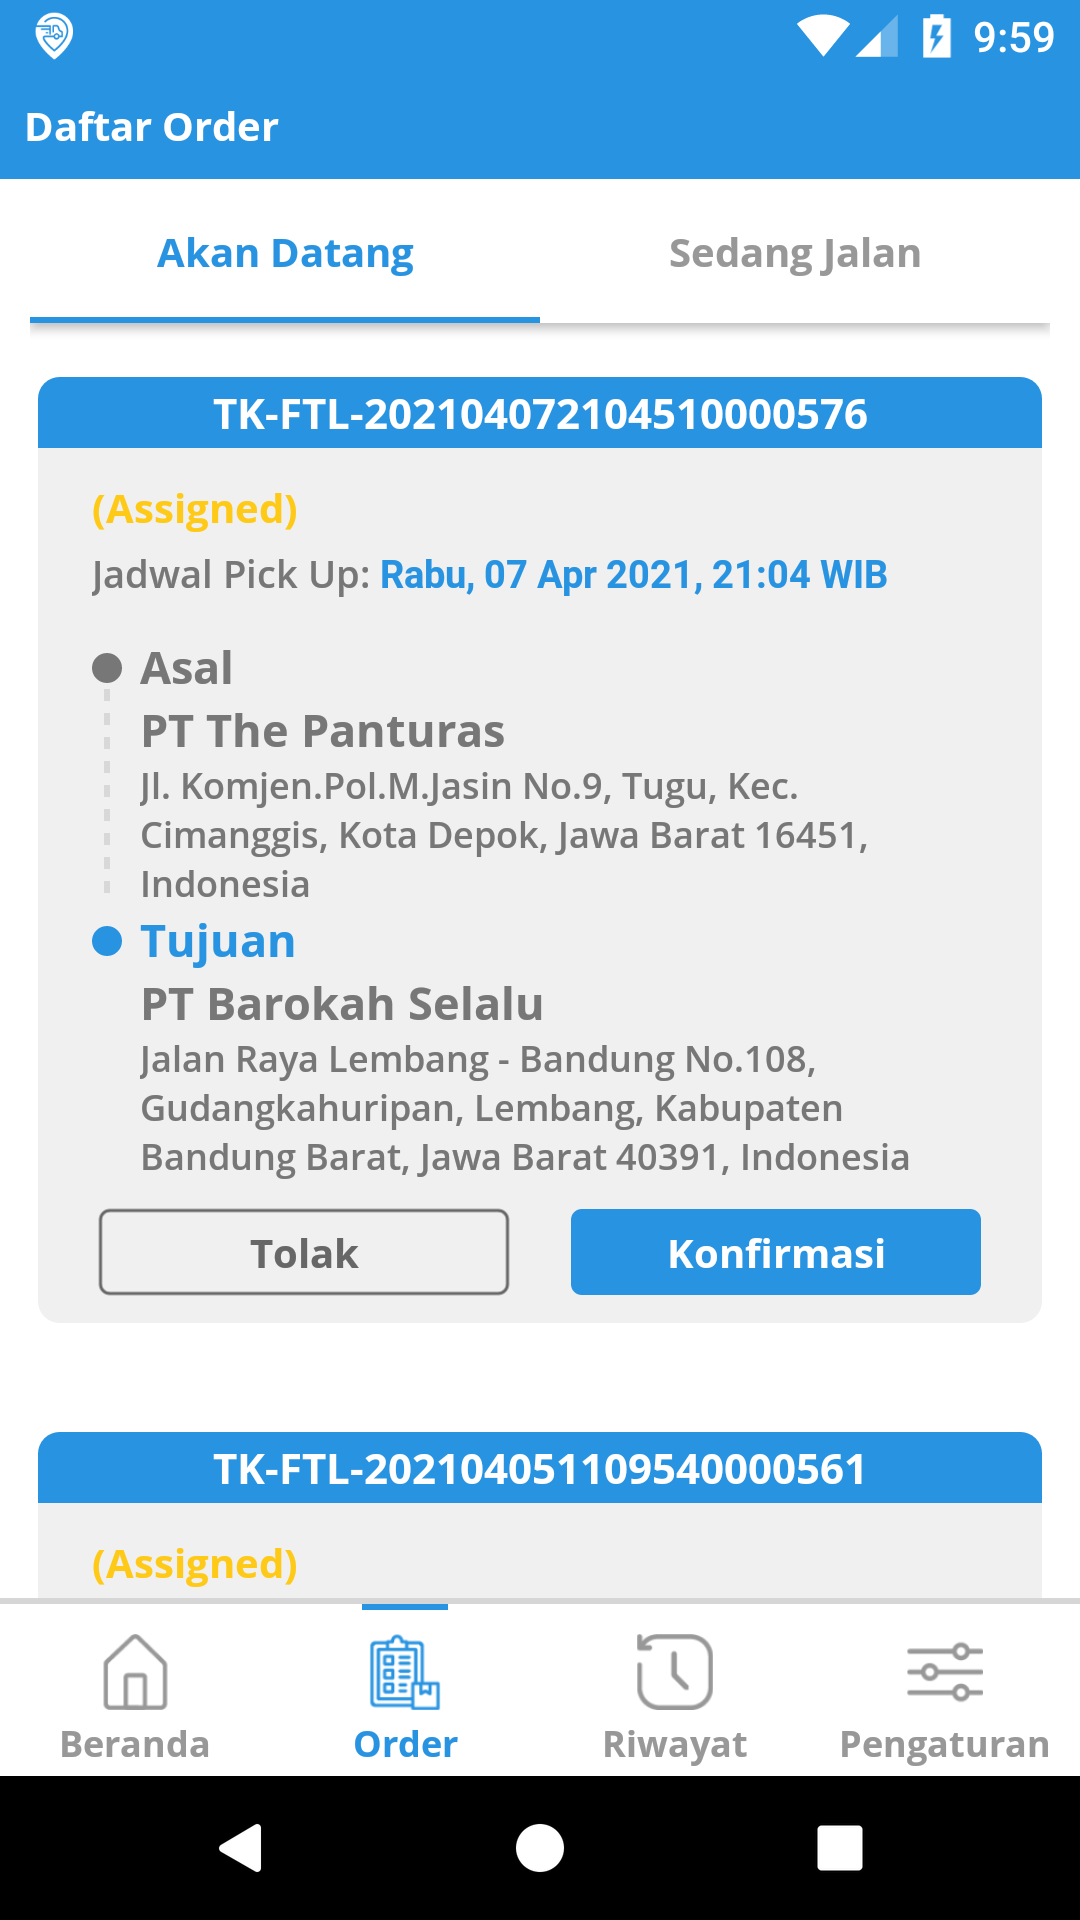 9:59
Daftar Order
Akan Datang
Sedang Jalan
TK-FTL-202104072104510000576
(Assigned)
Jadwal Pick Up: Rabu, 07 Apr 2021, 21:04 WIB
Asal
PT The Panturas
Jl. Komjen.Pol.M.Jasin No.9, Tugu, Kec.
Cimanggis, Kota Depok, Jawa Barat 16451,
Indonesia
Tujuan
PT Barokah Selalu
Jalan Raya Lembang - Bandung No.108,
Gudangkahuripan, Lembang, Kabupaten
Bandung Barat, Jawa Barat 40391, Indonesia
Tolak
Konfirmasi
TK-FTL-202104051109540000561
(Assigned)
Beranda
Order
Riwayat
Pengaturan